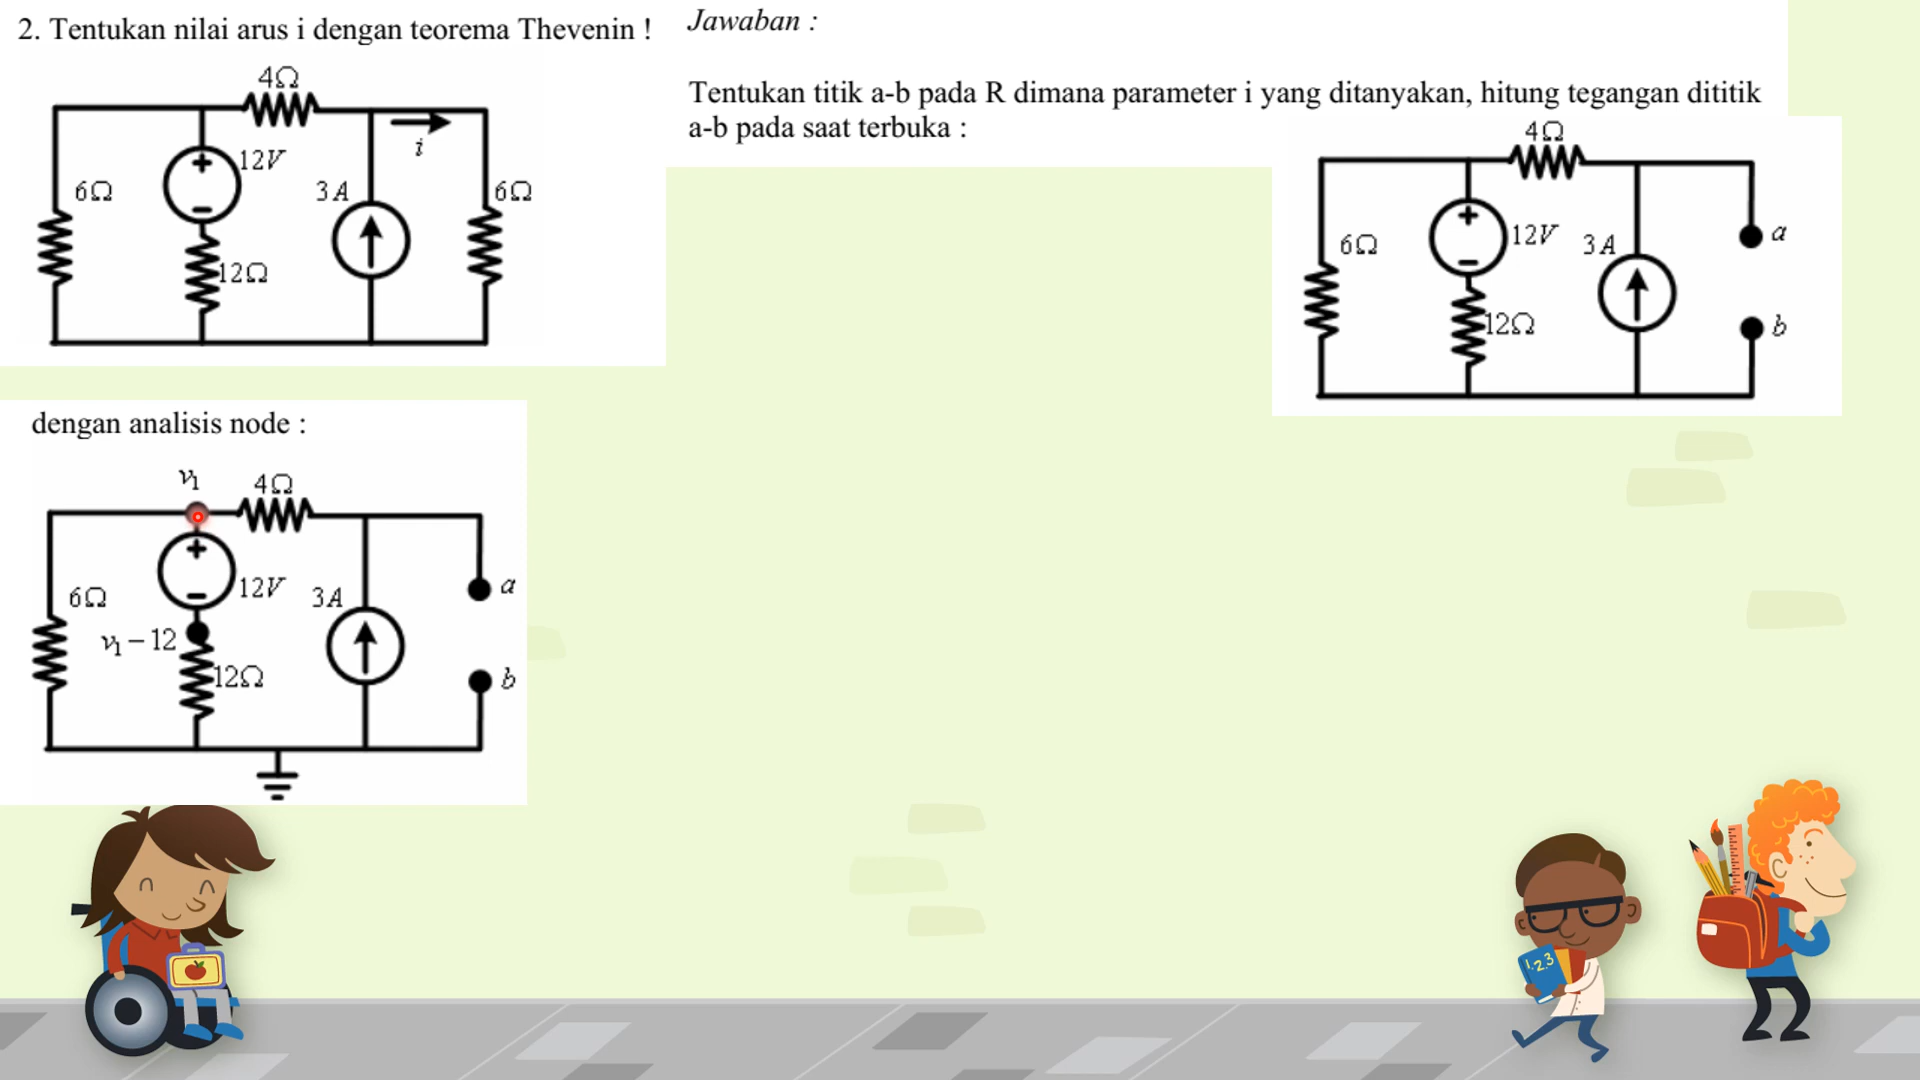 2. Tentukan nilai arus i dengan teorema Thevenin !
4Ω
12V
i
6Ω
3A
6Ω
12Ω
Jawaban :
Tentukan titik a-b pada R dimana parameter i yang ditanyakan, hitung tegangan dititik
a-b pada saat terbuka :
4Ω
6Ω
12V
3A
a
12Ω
b
dengan analisis node :
v₁
4Ω
6Ω
12V
3A
a
v₁ − 12
12Ω
b
1,23